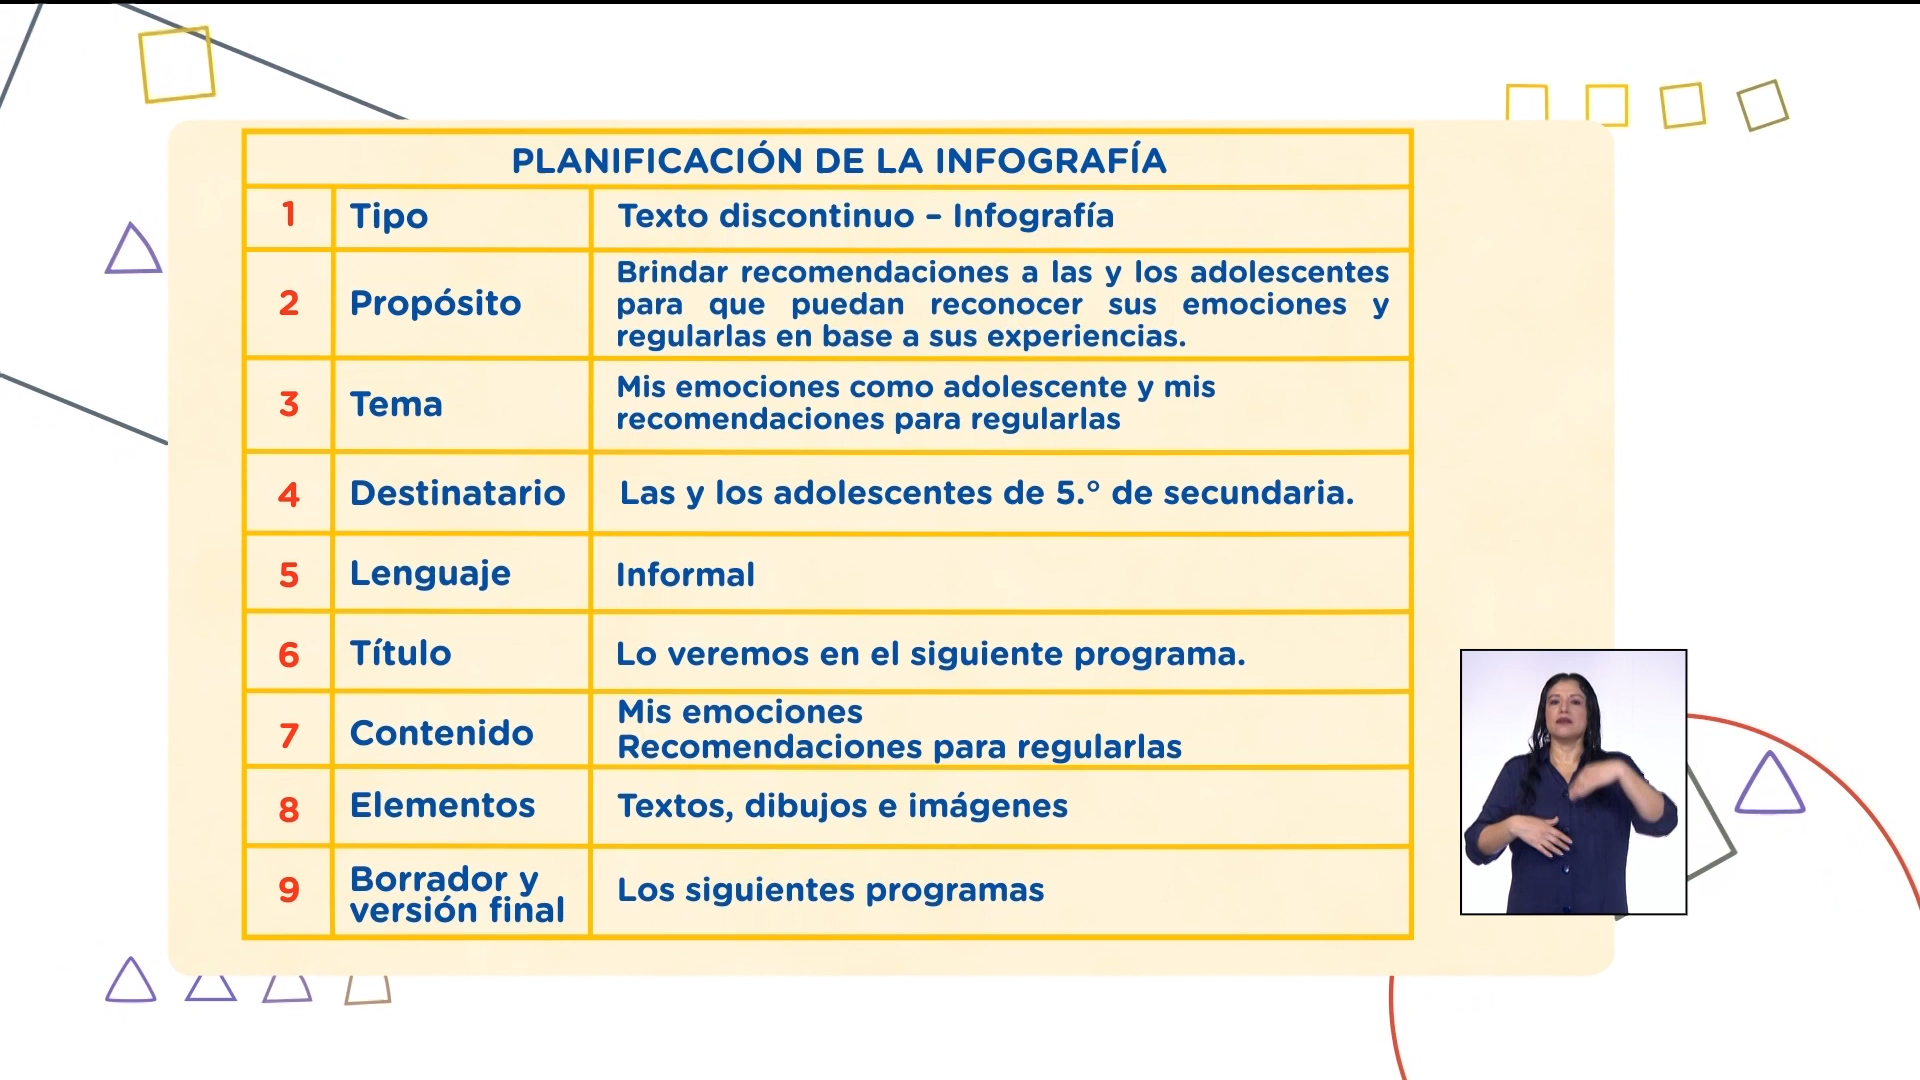 PLANIFICACIÓN DE LA INFOGRAFÍA
1 Tipo Texto discontinuo – Infografía
2 Propósito Brindar recomendaciones a las y los adolescentes
para que puedan reconocer sus emociones y
regularlas en base a sus experiencias.
3 Tema Mis emociones como adolescente y mis
recomendaciones para regularlas
4 Destinatario Las y los adolescentes de 5.° de secundaria.
5 Lenguaje Informal
6 Título Lo veremos en el siguiente programa.
7 Contenido Mis emociones
Recomendaciones para regularlas
8 Elementos Textos, dibujos e imágenes
9 Borrador y
versión final Los siguientes programas